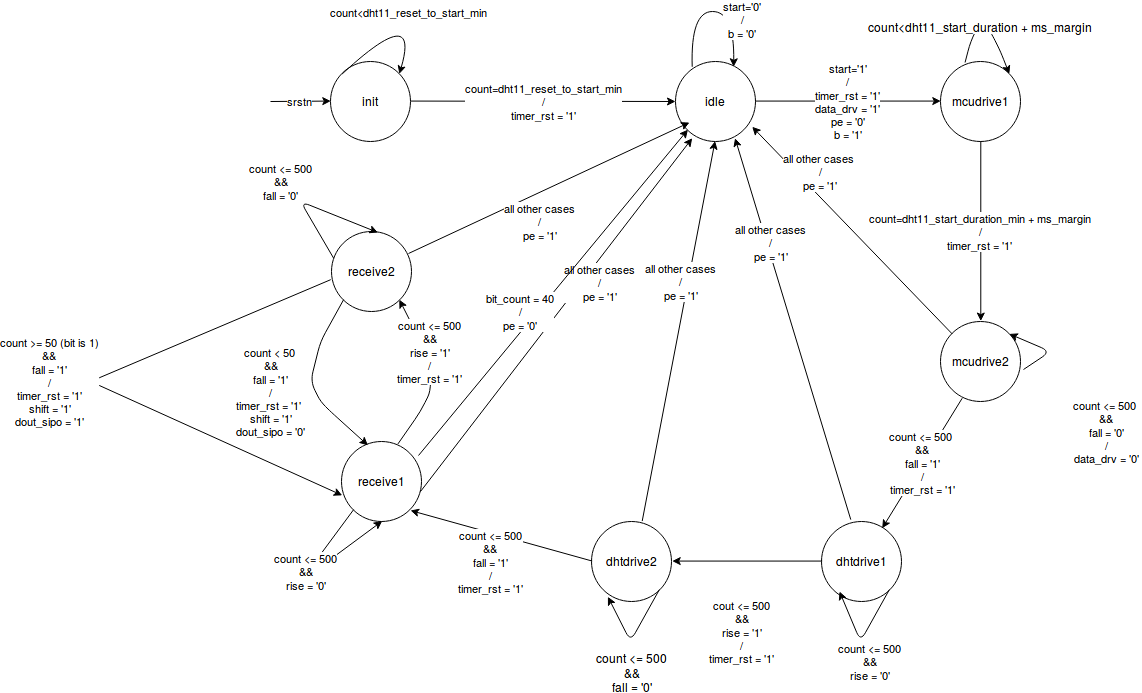 count<dht11_reset_to_start_min
start='0'
/
b = '0'
count<dht11_start_duration + ms_margin
srstn
init
count=dht11_reset_to_start_min
/
timer_rst = '1'
idle
start='1'
/
timer_rst = '1'
data_drv = '1'
pe = '0'
b = '1'
mcudrive1
count <= 500
&&
fall = '0'
all other cases
/
pe = '1'
all other cases
/
pe = '1'
all other cases
/
pe = '1'
count=dht11_start_duration_min + ms_margin
/
timer_rst = '1'
receive2
all other cases
/
pe = '1'
all other cases
/
pe = '1'
bit_count = 40
/
pe = '0'
count >= 50 (bit is 1)
&&
fall = '1'
/
timer_rst = '1'
shift = '1'
dout_sipo = '1'
count < 50
&&
fall = '1'
/
timer_rst = '1'
shift = '1'
dout_sipo = '0'
count <= 500
&&
rise = '1'
/
timer_rst = '1'
mcudrive2
count <= 500
&&
fall = '0'
/
data_drv = '0'
count <= 500
&&
fall = '1'
/
timer_rst = '1'
receive1
count <= 500
&&
rise = '0'
count <= 500
&&
fall = '1'
/
timer_rst = '1'
dhtdrive2
dhtdrive1
cout <= 500
&&
rise = '1'
/
timer_rst = '1'
count <= 500
&&
fall = '0'
count <= 500
&&
rise = '0'